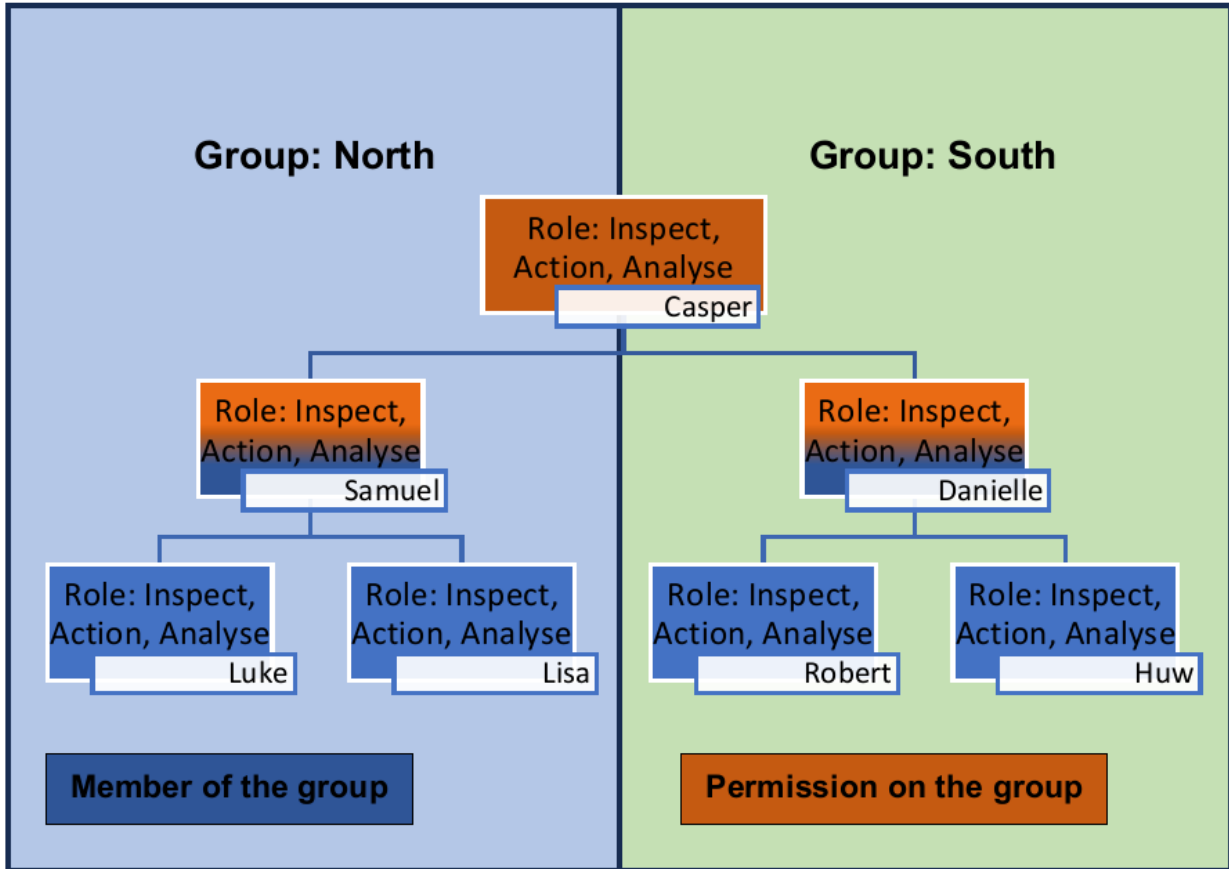 Group: North
Group: South
Role: Inspect,
Action, Analyse
Casper
Role: Inspect,
Action, Analyse
Samuel
Role: Inspect,
Action, Analyse
Danielle
Role: Inspect,
Action, Analyse
Luke
Role: Inspect,
Action, Analyse
Lisa
Role: Inspect,
Action, Analyse
Robert
Role: Inspect,
Action, Analyse
Huw
Member of the group
Permission on the group